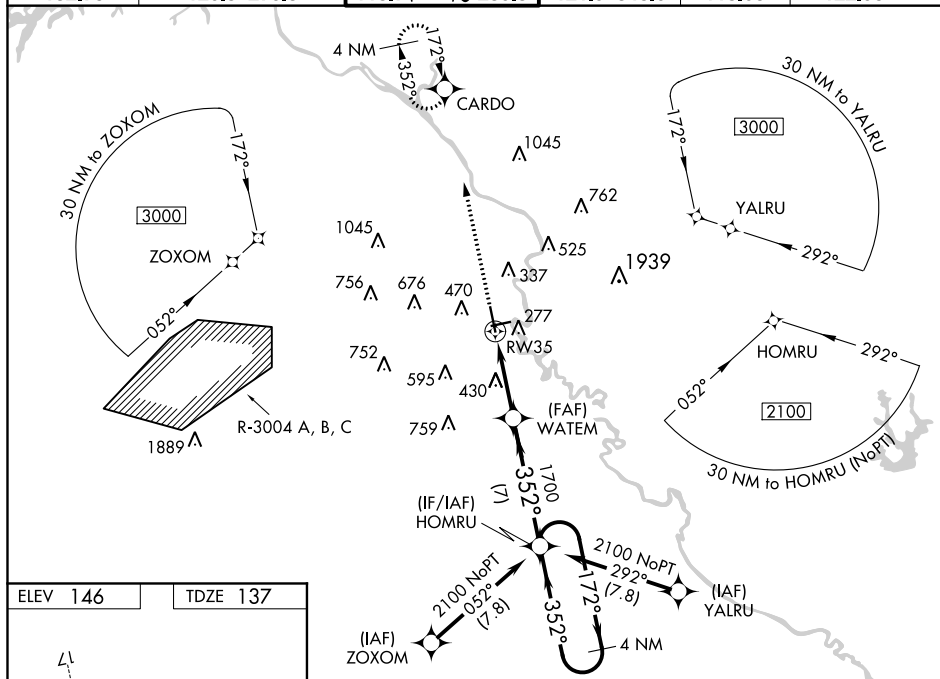 4 NM
172°
352°
CARDO
30 NM to ZOXOM
172°
3000
ZOXOM
052°
R-3004 A, B, C
1889
30 NM to YALRU
3000
172°
YALRU
292°
1045
762
525
1939
337
1045
756
676
470
277
RW35
752
595
430
759
(FAF)
WATEM
HOMRU
292°
052°
2100
30 NM to HOMRU (NoPT)
1700
352°
(7)
(IF/IAF)
HOMRU
2100 NoPT
292°
(7.8)
(IAF)
YALRU
2100 NoPT
052°
(7.8)
(IAF)
ZOXOM
352°
172°
4 NM
ELEV 146
TDZE 137
17